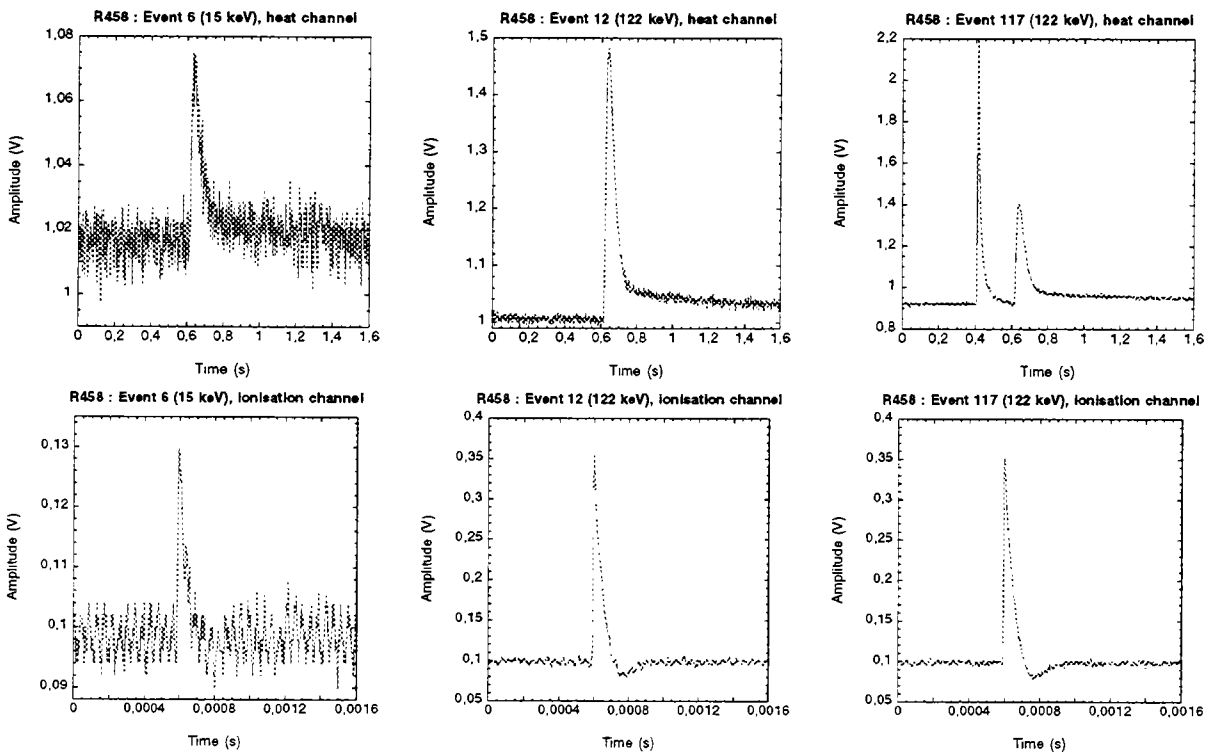 R458 : Event 6 (15 keV), heat channel
1,08
1,06
1,04
1,02
1
Amplitude (V)
0 0,2 0,4 0,6 0,8 1 1,2 1,4 1,6
Time (s)
R458 : Event 12 (122 keV), heat channel
1,5
1,4
1,3
1,2
1,1
1
Amplitude (V)
0 0,2 0,4 0,6 0,8 1 1,2 1,4 1,6
Time (s)
R458 : Event 117 (122 keV), heat channel
2,2
2
1,8
1,6
1,4
1,2
1
0,8
Amplitude (V)
0 0,2 0,4 0,6 0,8 1 1,2 1,4 1,6
Time (s)
R458 : Event 6 (15 keV), ionisation channel
0,13
0,12
0,11
0,1
0,09
Amplitude (V)
0 0,0004 0,0008 0,0012 0,0016
Time (s)
R458 : Event 12 (122 keV), ionisation channel
0,4
0,35
0,3
0,25
0,2
0,15
0,1
0,05
Amplitude (V)
0 0,0004 0,0008 0,0012 0,0016
Time (s)
R458 : Event 117 (122 keV), ionisation channel
0,4
0,35
0,3
0,25
0,2
0,15
0,1
0,05
Amplitude (V)
0 0,0004 0,0008 0,0012 0,0016
Time (s)